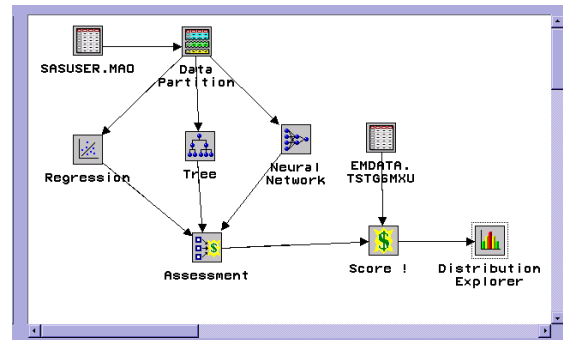 SASUSER.MAO
Data
Partition
Regression
Tree
Neural
Network
EMDATA.
TSTG6MXU
Assessment
Score !
Distribution
Explorer